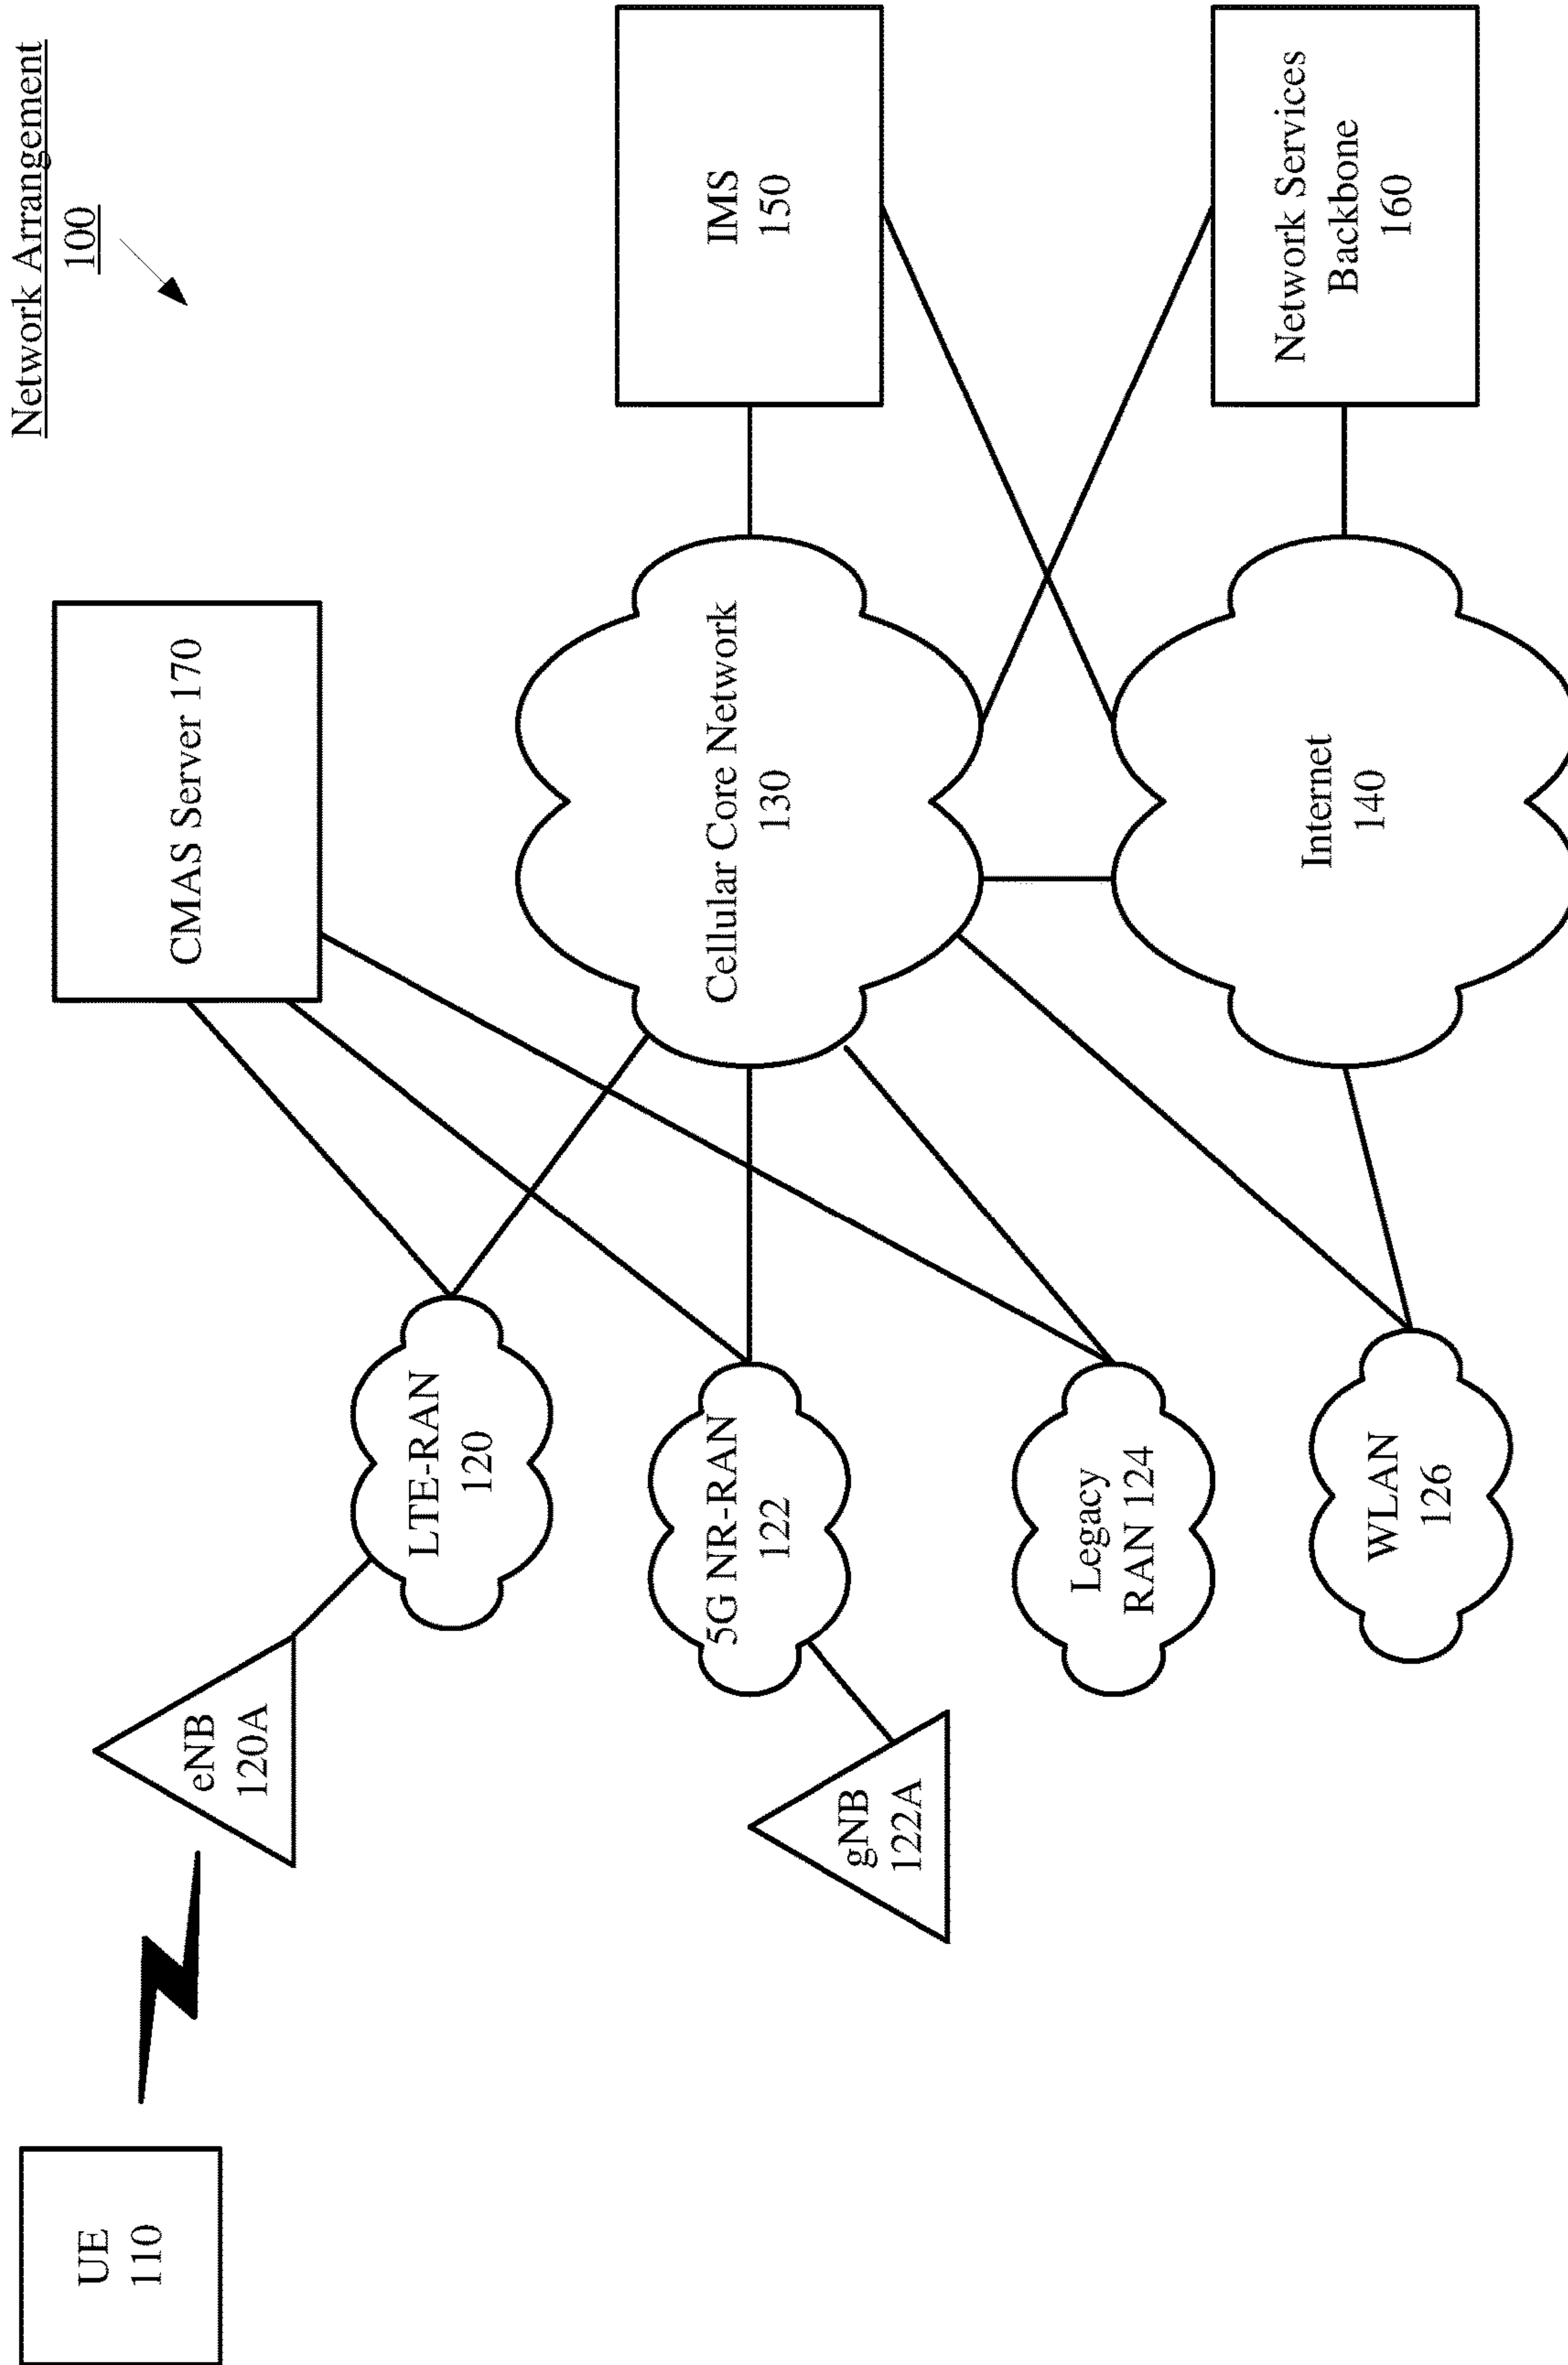 Network Arrangement
100
UE
110
eNB
120A
CMAS Server 170
LTE-RAN
120
gNB
122A
5G NR-RAN
122
Cellular Core Network
130
IMS
150
Legacy
RAN 124
WLAN
126
Internet
140
Network Services
Backbone
160